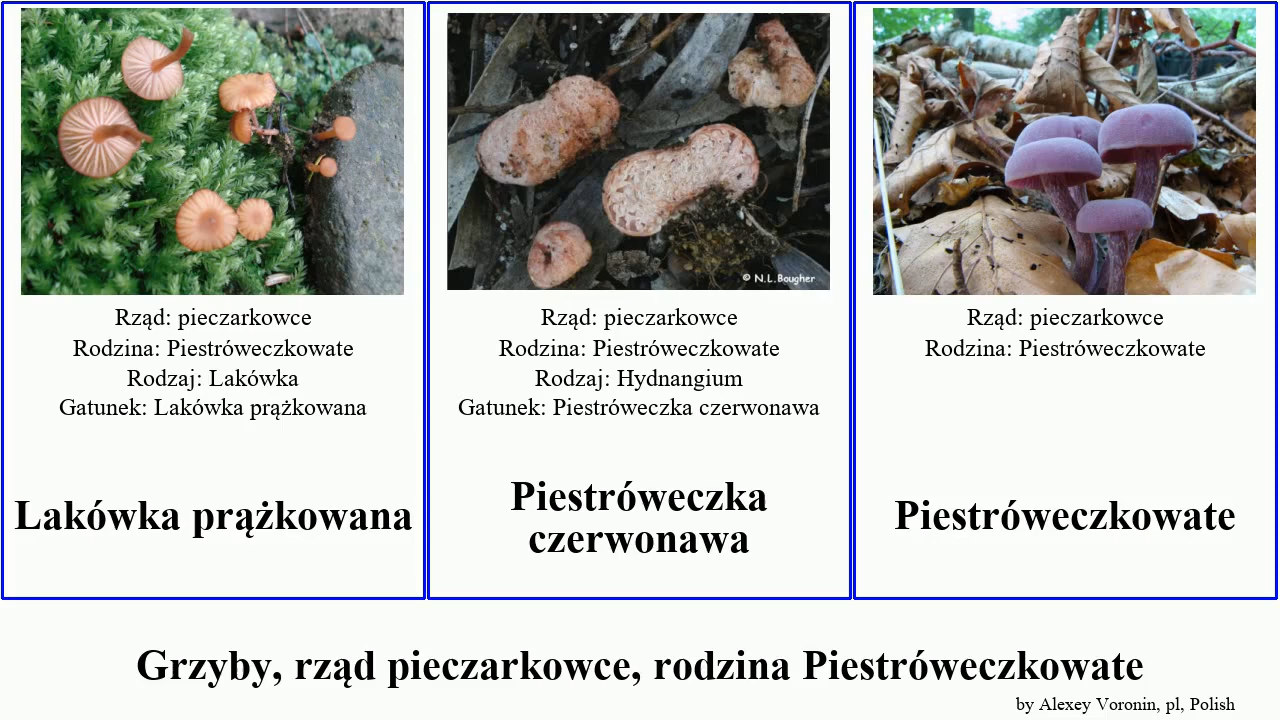 © N.L.Bougher
Rząd: pieczarkowce
Rodzina: Piestróweczkowate
Rodzaj: Lakówka
Gatunek: Lakówka prążkowana
Lakówka prążkowana
Rząd: pieczarkowce
Rodzina: Piestróweczkowate
Rodzaj: Hydnangium
Gatunek: Piestróweczka czerwonawa
Piestróweczka
czerwonawa
Rząd: pieczarkowce
Rodzina: Piestróweczkowate
Piestróweczkowate
Grzyby, rząd pieczarkowce, rodzina Piestróweczkowate
by Alexey Voronin, pl, Polish